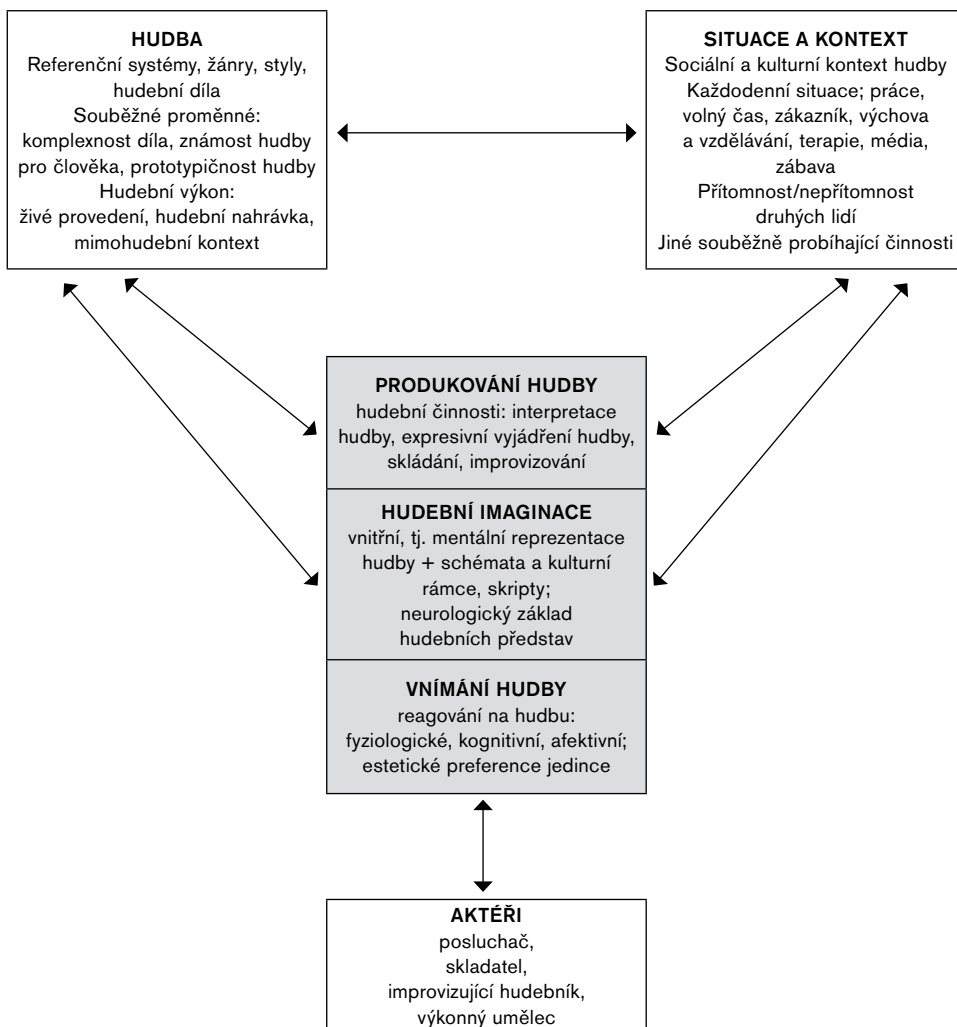 HUDBA
Referenční systémy, žánry, styly,
hudební díla
Souběžné proměnné:
komplexnost díla, známost hudby
pro člověka, prototypičnost hudby
Hudební výkon:
živé provedení, hudební nahrávka,
mimohudební kontext
SITUACE A KONTEXT
Sociální a kulturní kontext hudby
Každodenní situace; práce,
volný čas, zákazník, výchova
a vzdělávání, terapie, média,
zábava
Přítomnost/nepřítomnost
druhých lidí
Jiné souběžně probíhající činnosti
PRODUKOVÁNÍ HUDBY
hudební činnosti: interpretace
hudby, expresivní vyjádření hudby,
skládání, improvizování
HUDEBNÍ IMAGINACE
vnitřní, tj. mentální reprezentace
hudby + schémata a kulturní
rámce, skripty;
neurologický základ
hudebních představ
VNÍMÁNÍ HUDBY
reagování na hudbu:
fyziologické, kognitivní, afektivní;
estetické preference jedince
AKTÉŘI
posluchač,
skladatel,
improvizující hudebník,
výkonný umělec